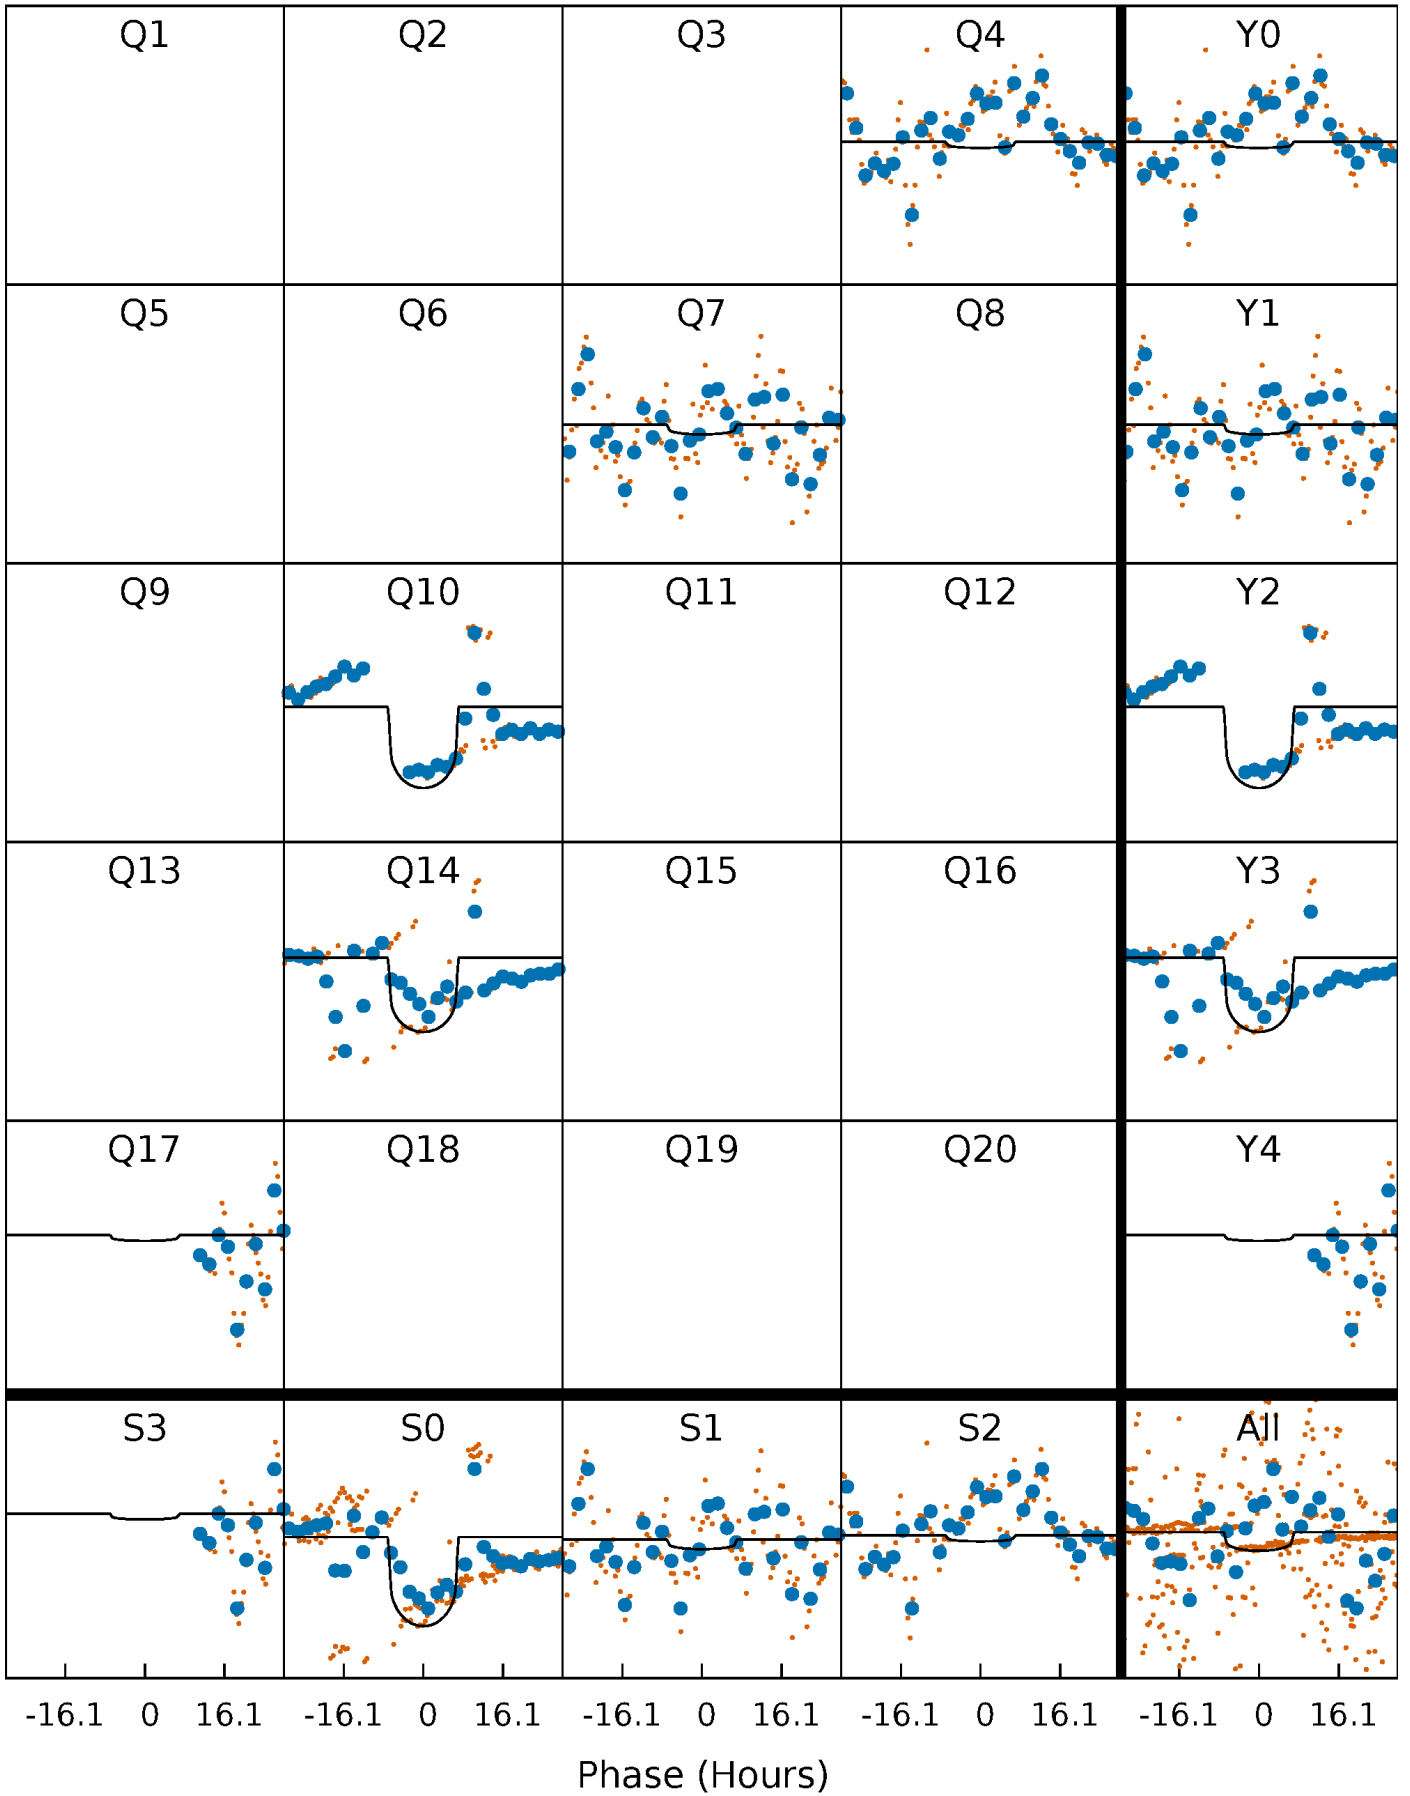 Q1 Q2 Q3 Q4 Y0
Q5 Q6 Q7 Q8 Y1
Q9 Q10 Q11 Q12 Y2
Q13 Q14 Q15 Q16 Y3
Q17 Q18 Q19 Q20 Y4
S3 S0 S1 S2 All
-16.1 0 16.1 -16.1 0 16.1 -16.1 0 16.1 -16.1 0 16.1 -16.1 0 16.1
Phase (Hours)